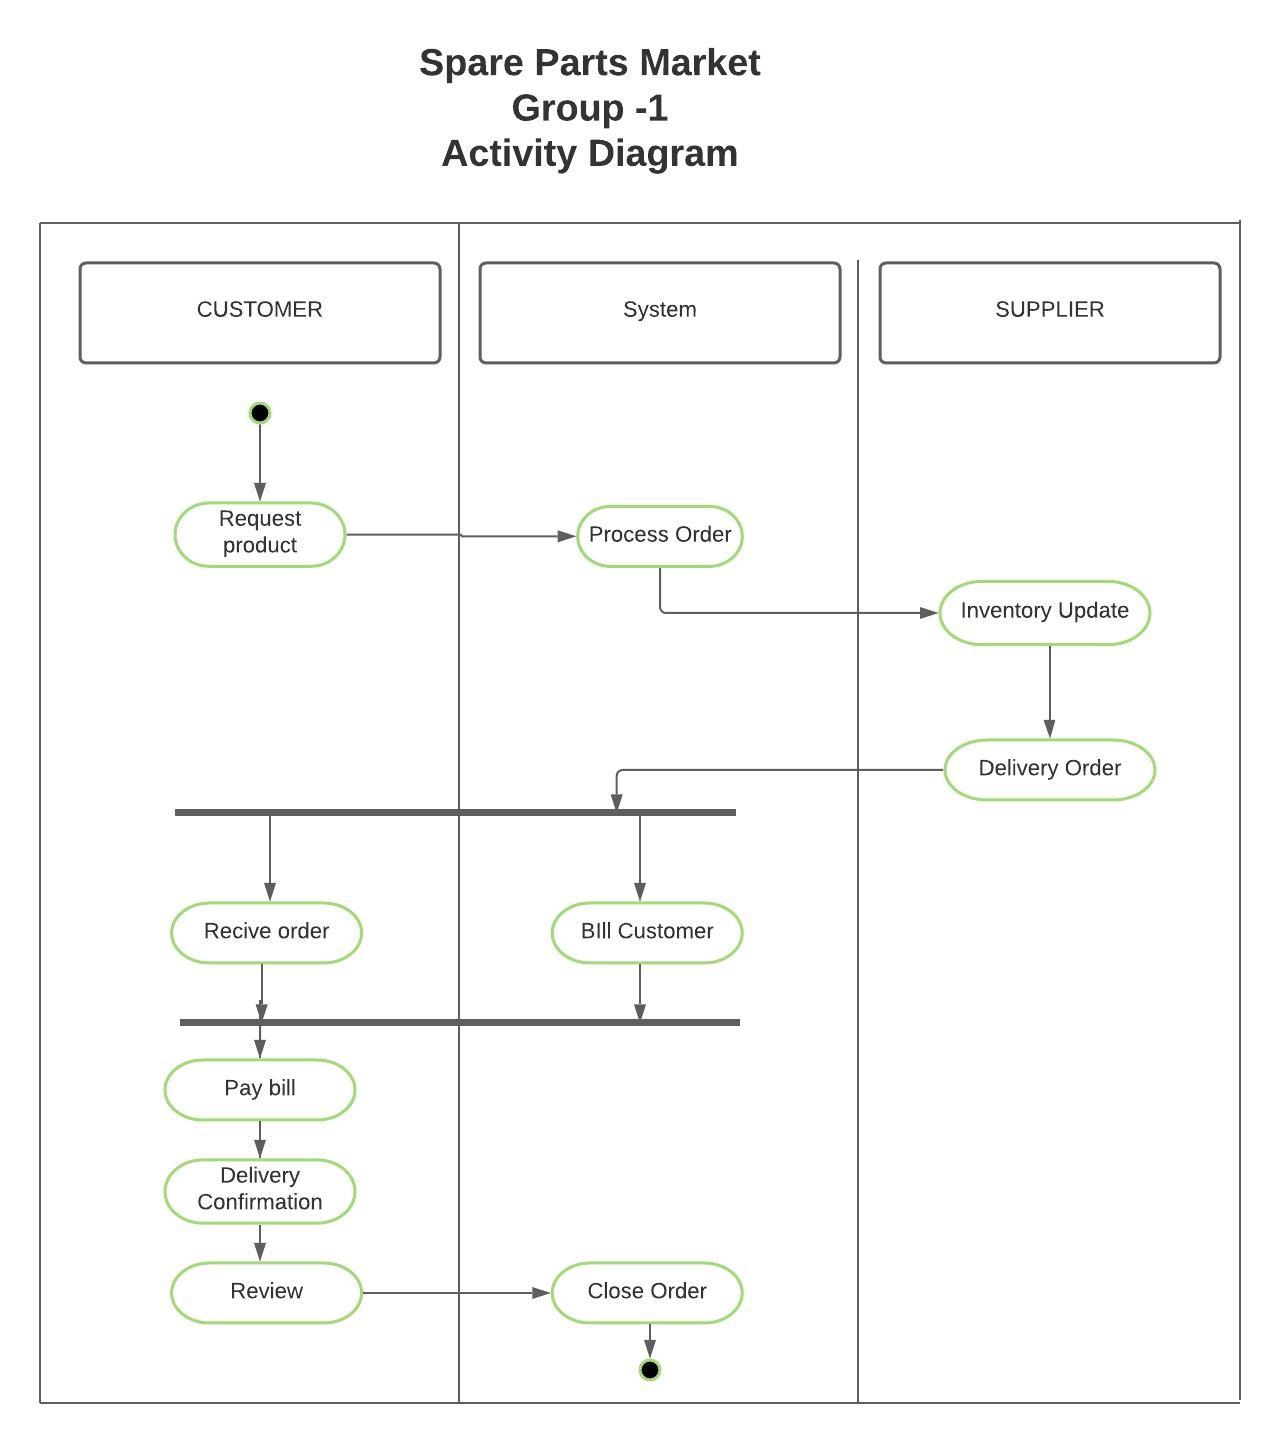 Spare Parts Market
Group -1
Activity Diagram
CUSTOMER
System
SUPPLIER
Request
product
Process Order
Inventory Update
Delivery Order
Recive order
BIll Customer
Pay bill
Delivery
Confirmation
Review
Close Order